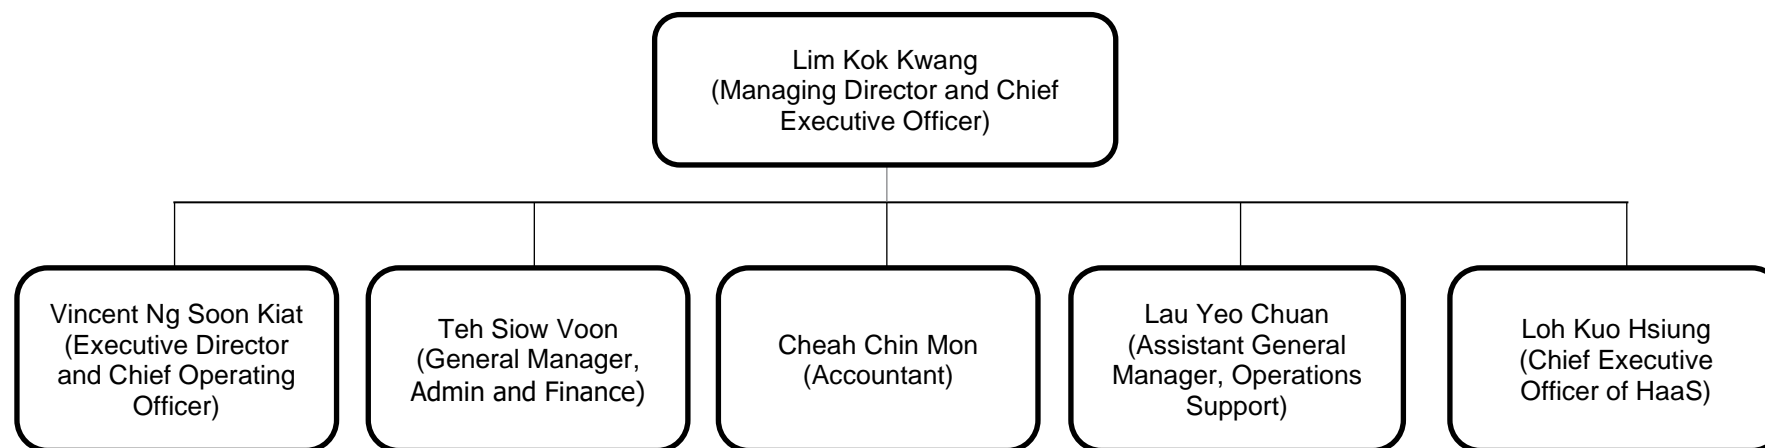 Lim Kok Kwang
(Managing Director and Chief
Executive Officer)
Vincent Ng Soon Kiat
(Executive Director
and Chief Operating
Officer)
Teh Siow Voon
(General Manager,
Admin and Finance)
Cheah Chin Mon
(Accountant)
Lau Yeo Chuan
(Assistant General
Manager, Operations
Support)
Loh Kuo Hsiung
(Chief Executive
Officer of HaaS)